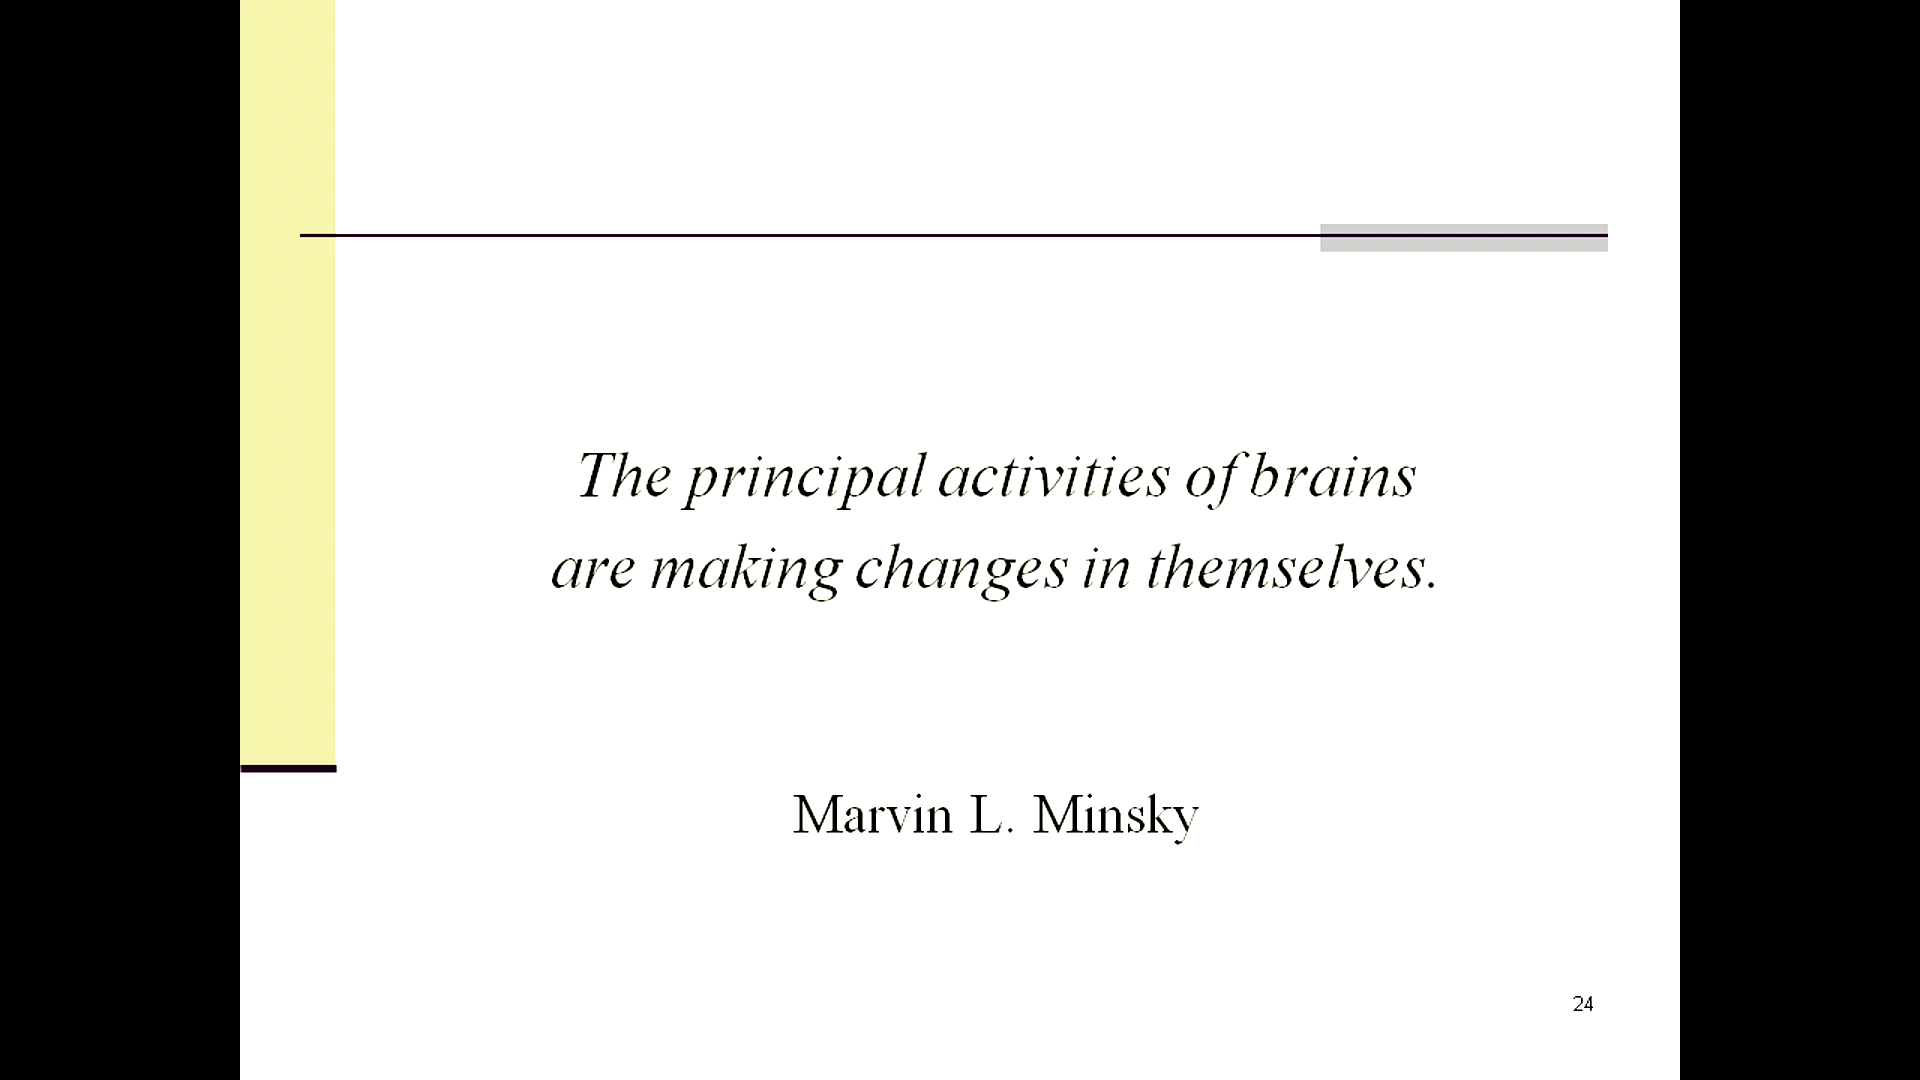 The principal activities of brains
are making changes in themselves.
Marvin L. Minsky
24